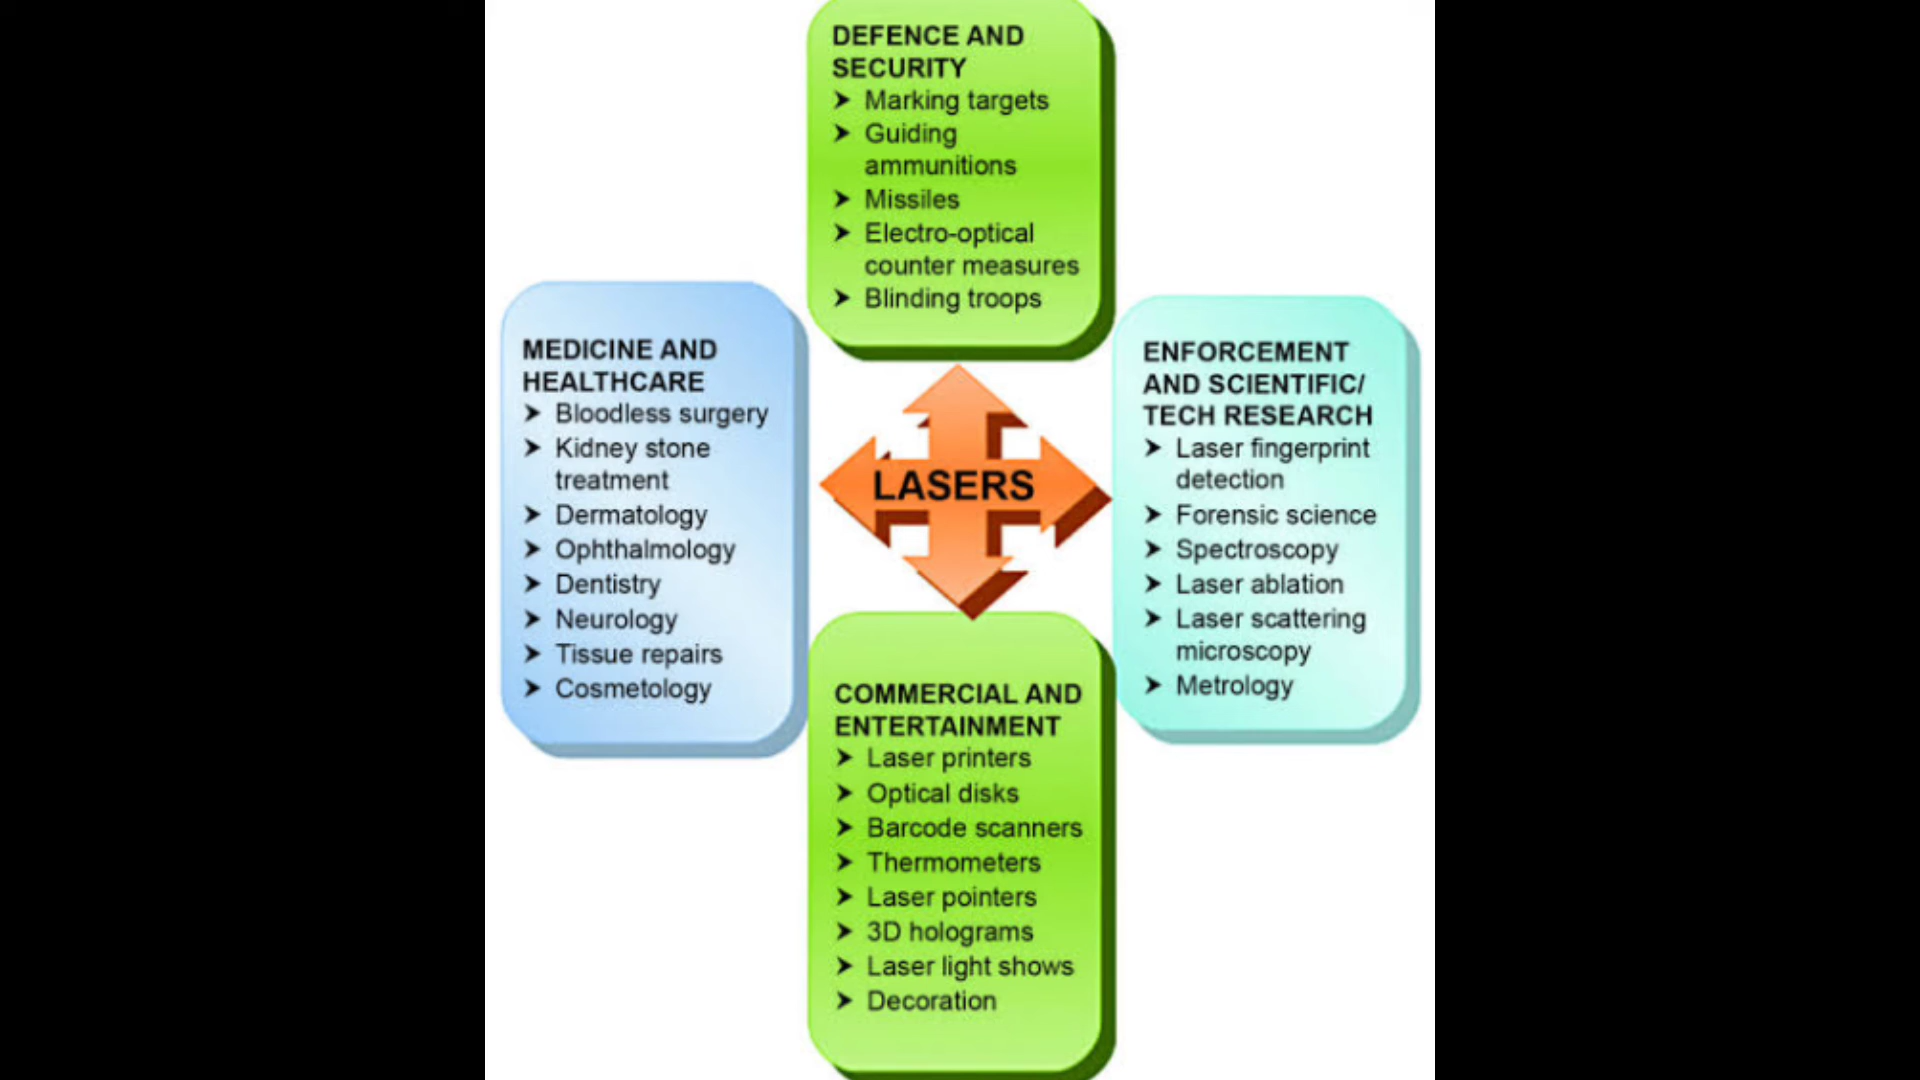 DEFENCE AND
SECURITY
➤ Marking targets
➤ Guiding
ammunitions
➤ Missiles
➤ Electro-optical
counter measures
➤ Blinding troops
MEDICINE AND
HEALTHCARE
➤ Bloodless surgery
➤ Kidney stone
treatment
➤ Dermatology
➤ Ophthalmology
➤ Dentistry
➤ Neurology
➤ Tissue repairs
➤ Cosmetology
LASERS
ENFORCEMENT
AND SCIENTIFIC/
TECH RESEARCH
➤ Laser fingerprint
detection
➤ Forensic science
➤ Spectroscopy
➤ Laser ablation
➤ Laser scattering
microscopy
➤ Metrology
COMMERCIAL AND
ENTERTAINMENT
➤ Laser printers
➤ Optical disks
➤ Barcode scanners
➤ Thermometers
➤ Laser pointers
➤ 3D holograms
➤ Laser light shows
➤ Decoration